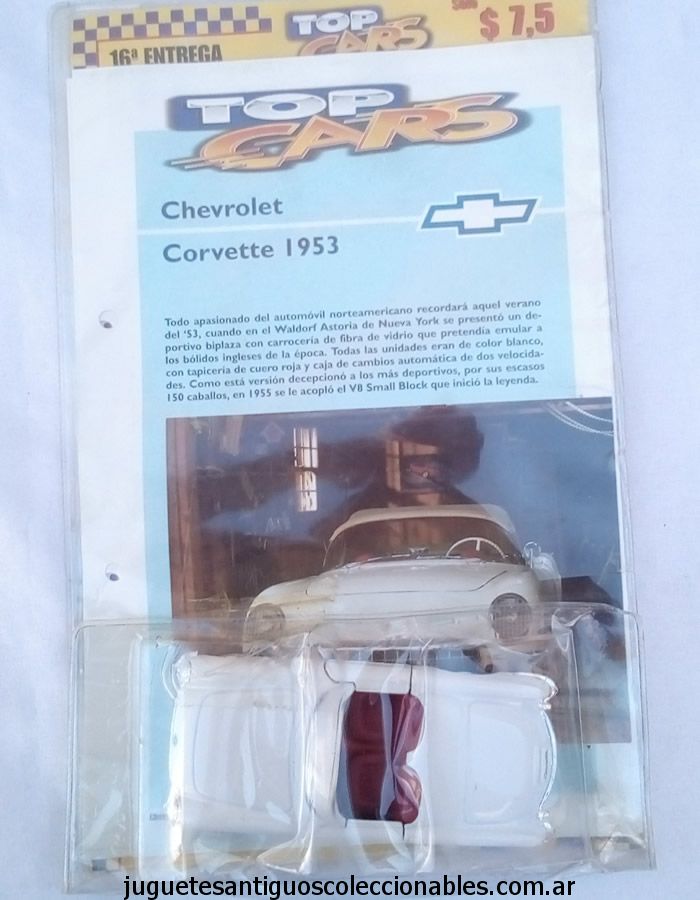 16ª ENTREGA
TOP
CARS
Sólo
$ 7,5
TOP
CARS
Chevrolet
Corvette 1953
Todo apasionado del automóvil norteamericano recordará aquel verano
del '53, cuando en el Waldorf Astoria de Nueva York se presentó un de-
portivo biplaza con carrocería de fibra de vidrio que pretendía emular a
los bólidos ingleses de la época. Todas las unidades eran de color blanco,
con tapicería de cuero roja y caja de cambios automática de dos velocida-
des. Como está versión decepcionó a los más deportivos, por sus escasos
150 caballos, en 1955 se le acopló el V8 Small Block que inició la leyenda.
juguetesantiguoscoleccionables.com.ar